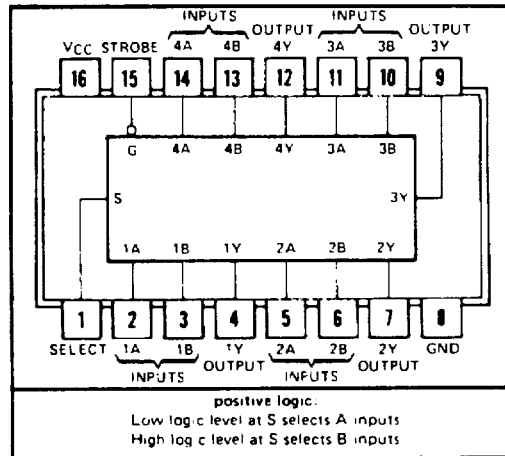 INPUTS INPUTS
OUTPUT OUTPUT
VCC STROBE 4A 4B 4Y 3A 3B 3Y
16 15 14 13 12 11 10 9
G 4A 4B 4Y 3A 3B
S 3Y
1A 1B 1Y 2A 2B 2Y
1 2 3 4 5 6 7 8
SELECT 1A 1B 1Y 2A 2B 2Y GND
INPUTS OUTPUT INPUTS OUTPUT
positive logic:
Low logic level at S selects A inputs
High logic level at S selects B inputs